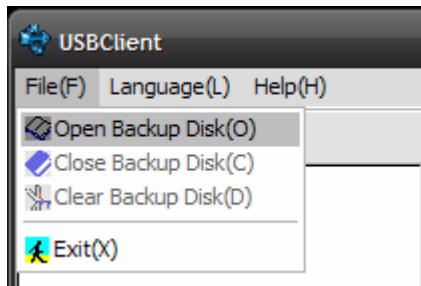 USBClient
File(F) Language(L) Help(H)
Open Backup Disk(O)
Close Backup Disk(C)
Clear Backup Disk(D)
Exit(X)